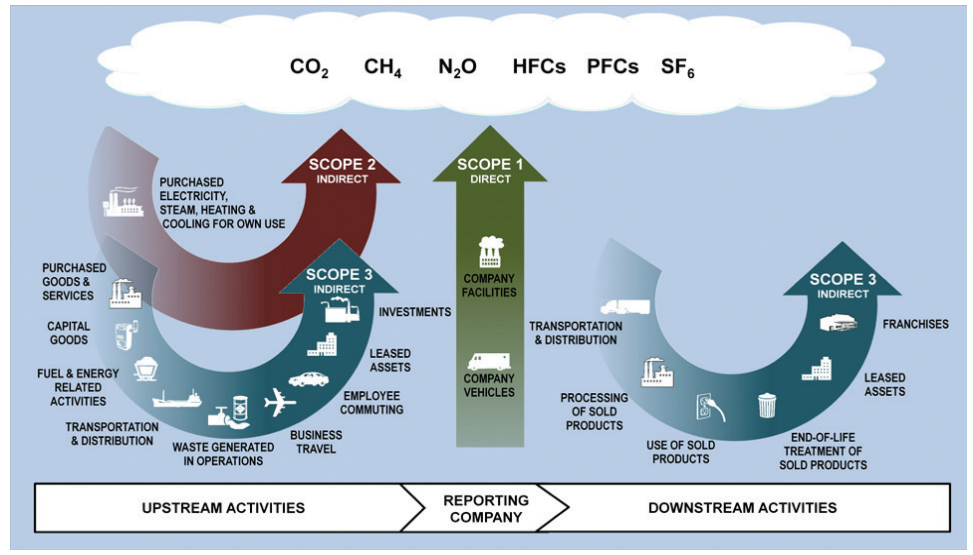 CO₂ CH₄ N₂O HFCs PFCs SF₆
SCOPE 2
INDIRECT
PURCHASED
ELECTRICITY,
STEAM, HEATING &
COOLING FOR OWN USE
SCOPE 1
DIRECT
COMPANY
FACILITIES
COMPANY
VEHICLES
SCOPE 3
INDIRECT
PURCHASED
GOODS &
SERVICES
CAPITAL
GOODS
FUEL & ENERGY
RELATED
ACTIVITIES
TRANSPORTATION
& DISTRIBUTION
WASTE GENERATED
IN OPERATIONS
BUSINESS
TRAVEL
EMPLOYEE
COMMUTING
LEASED
ASSETS
INVESTMENTS
SCOPE 3
INDIRECT
TRANSPORTATION
& DISTRIBUTION
PROCESSING
OF SOLD
PRODUCTS
USE OF SOLD
PRODUCTS
END-OF-LIFE
TREATMENT OF
SOLD PRODUCTS
LEASED
ASSETS
FRANCHISES
UPSTREAM ACTIVITIES
REPORTING
COMPANY
DOWNSTREAM ACTIVITIES